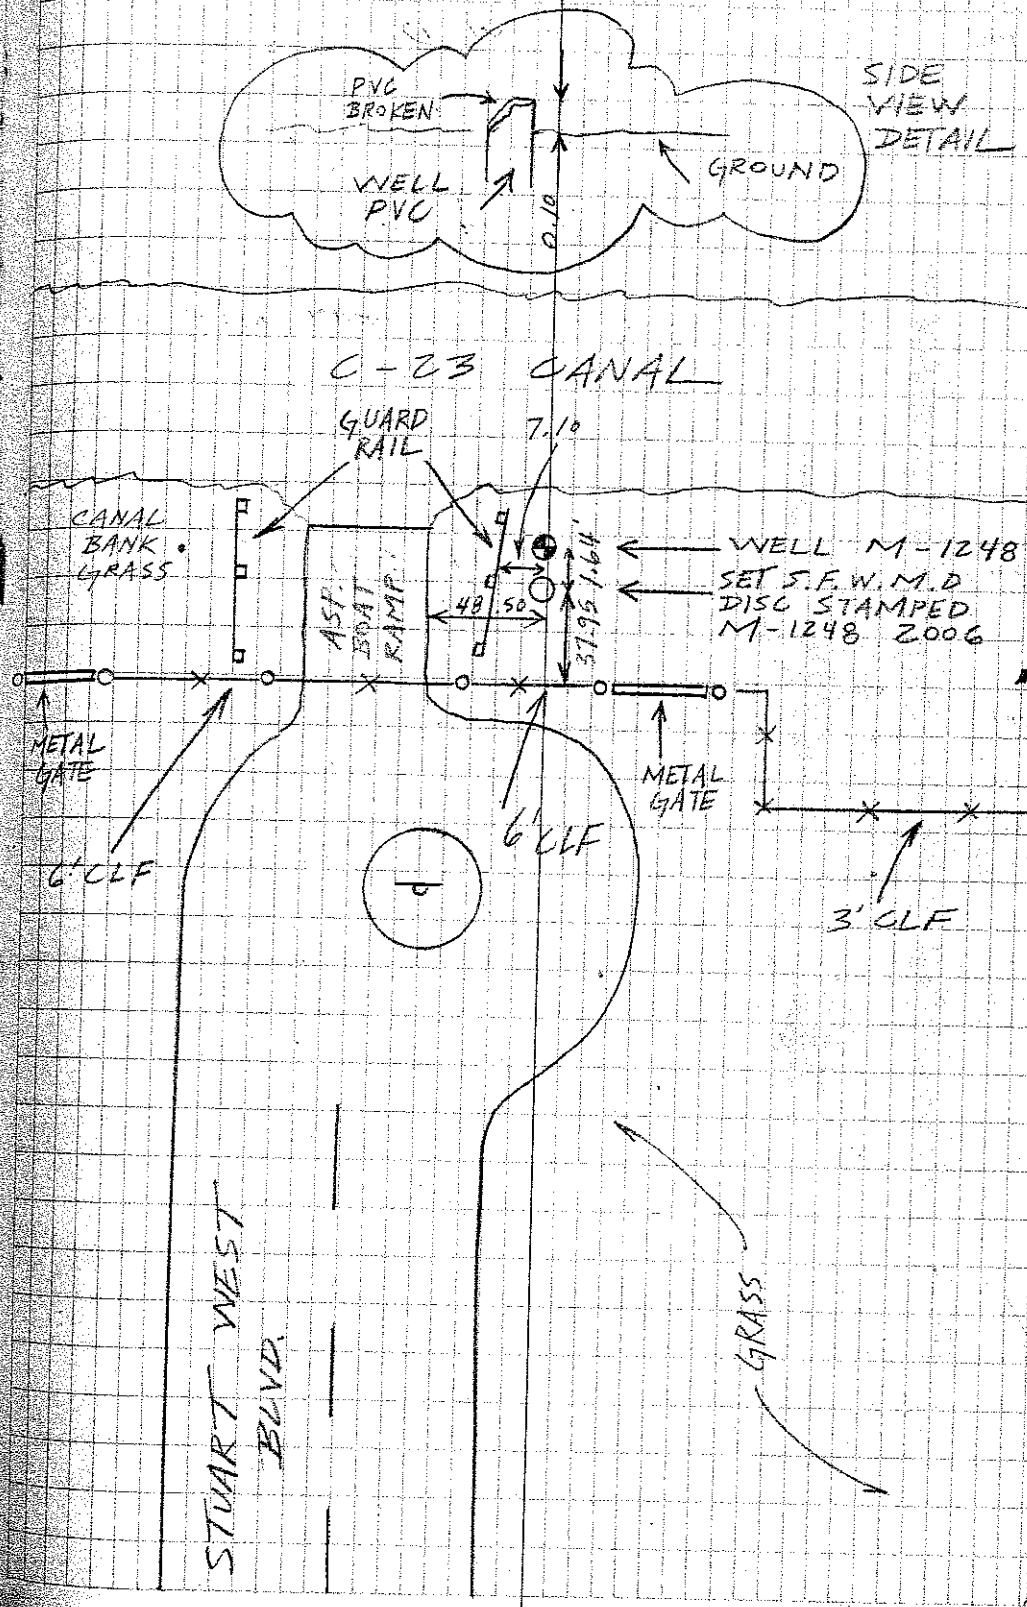 SIDE
VIEW
DETAIL
PVC
BROKEN
GROUND
WELL
PVC
0.10
C-23 CANAL
GUARD
RAIL
7.10
CANAL
BANK
GRASS
ASP.
BOAT
RAMP
48.50
37.95
1.64'
WELL M-1248
SET S.F.W.M.D
DISC STAMPED
M-1248 2006
METAL
GATE
METAL
GATE
6' CLF
6' CLF
3' CLF
STUART WEST
BLVD.
GRASS